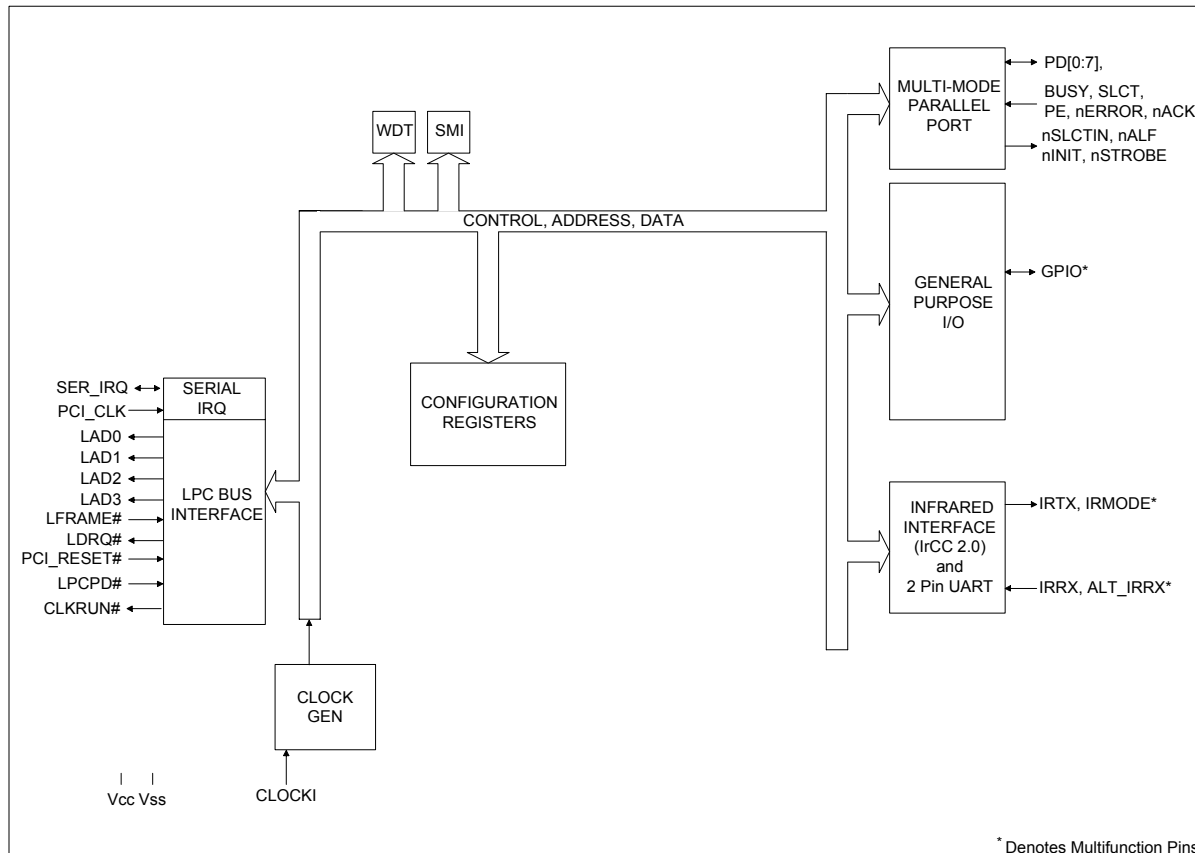 WDT
SMI
CONTROL, ADDRESS, DATA
MULTI-MODE
PARALLEL
PORT
PD[0:7],
BUSY, SLCT,
PE, nERROR, nACK
nSLCTIN, nALF
nINIT, nSTROBE
GENERAL
PURPOSE
I/O
GPIO*
CONFIGURATION
REGISTERS
SER_IRQ
PCI_CLK
SERIAL
IRQ
LAD0
LAD1
LAD2
LAD3
LFRAME#
LDRQ#
PCI_RESET#
LPCPD#
CLKRUN#
LPC BUS
INTERFACE
INFRARED
INTERFACE
(IrCC 2.0)
and
2 Pin UART
IRTX, IRMODE*
IRRX, ALT_IRRX*
CLOCK
GEN
CLOCKI
Vcc Vss
* Denotes Multifunction Pins